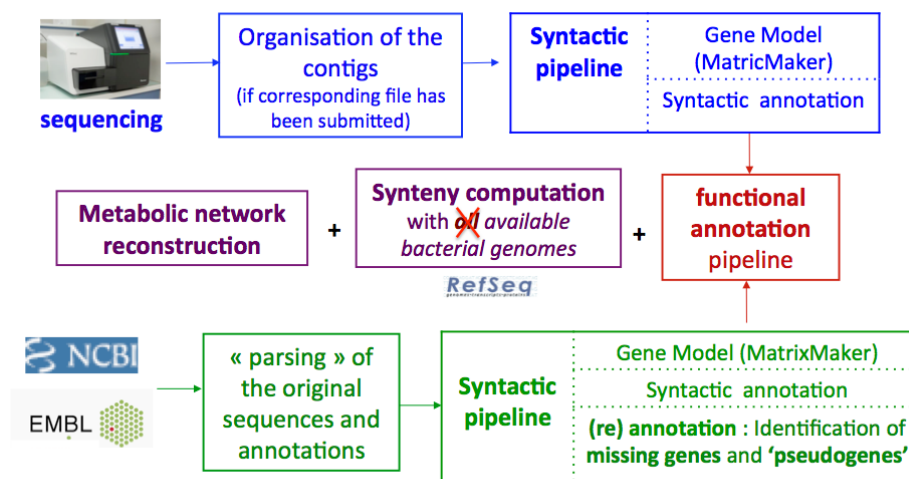 sequencing
Organisation of the
contigs
(if corresponding file has
been submitted)
Syntactic
pipeline
Gene Model
(MatricMaker)
Syntactic annotation
Metabolic network
reconstruction
+
Synteny computation
with all available
bacterial genomes
RefSeq
+
functional
annotation
pipeline
NCBI
EMBL
« parsing » of
the original
sequences and
annotations
Syntactic
pipeline
Gene Model (MatrixMaker)
Syntactic annotation
(re) annotation : Identification of
missing genes and ‘pseudogenes’